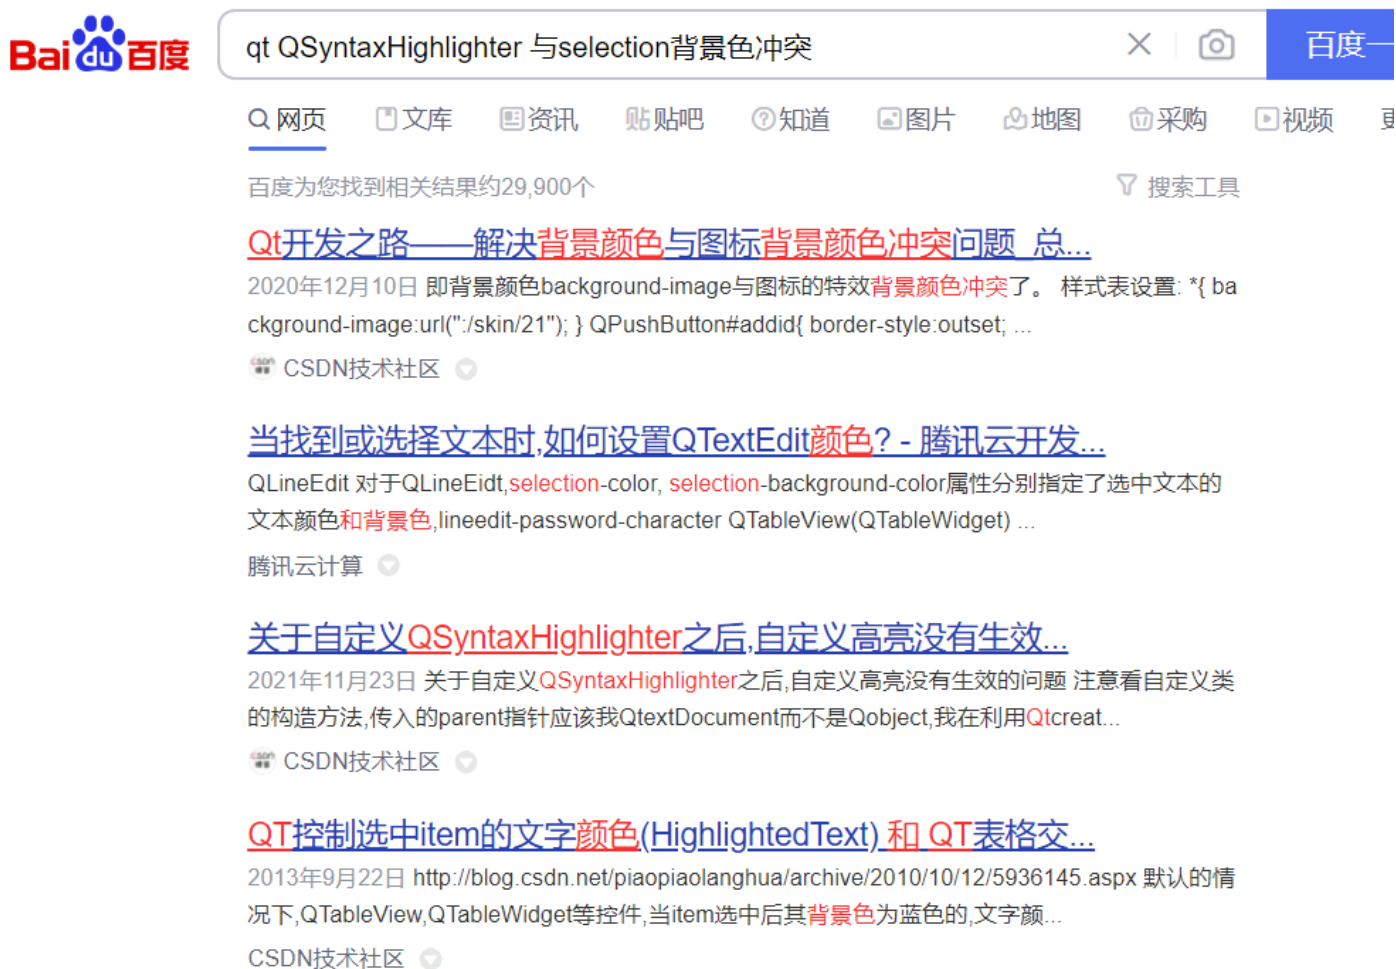 Bai du 百度
qt QSyntaxHighlighter 与selection背景色冲突
百度一
网页 文库 资讯 贴吧 知道 图片 地图 采购 视频
百度为您找到相关结果约29,900个 搜索工具
Qt开发之路——解决背景颜色与图标背景颜色冲突问题_总...
2020年12月10日 即背景颜色background-image与图标的特效背景颜色冲突了。 样式表设置: *{ ba
ckground-image:url(":/skin/21"); } QPushButton#addid{ border-style:outset; ...
CSDN技术社区
当找到或选择文本时,如何设置QTextEdit颜色? - 腾讯云开发...
QLineEdit 对于QLineEidt,selection-color, selection-background-color属性分别指定了选中文本的
文本颜色和背景色,lineedit-password-character QTableView(QTableWidget) ...
腾讯云计算
关于自定义QSyntaxHighlighter之后,自定义高亮没有生效...
2021年11月23日 关于自定义QSyntaxHighlighter之后,自定义高亮没有生效的问题 注意看自定义类
的构造方法,传入的parent指针应该我QtextDocument而不是Qobject,我在利用Qtcreat...
CSDN技术社区
QT控制选中item的文字颜色(HighlightedText) 和 QT表格交...
2013年9月22日 http://blog.csdn.net/piaopiaolanghua/archive/2010/10/12/5936145.aspx 默认的情
况下,QTableView,QTableWidget等控件,当item选中后其背景色为蓝色的,文字颜...
CSDN技术社区